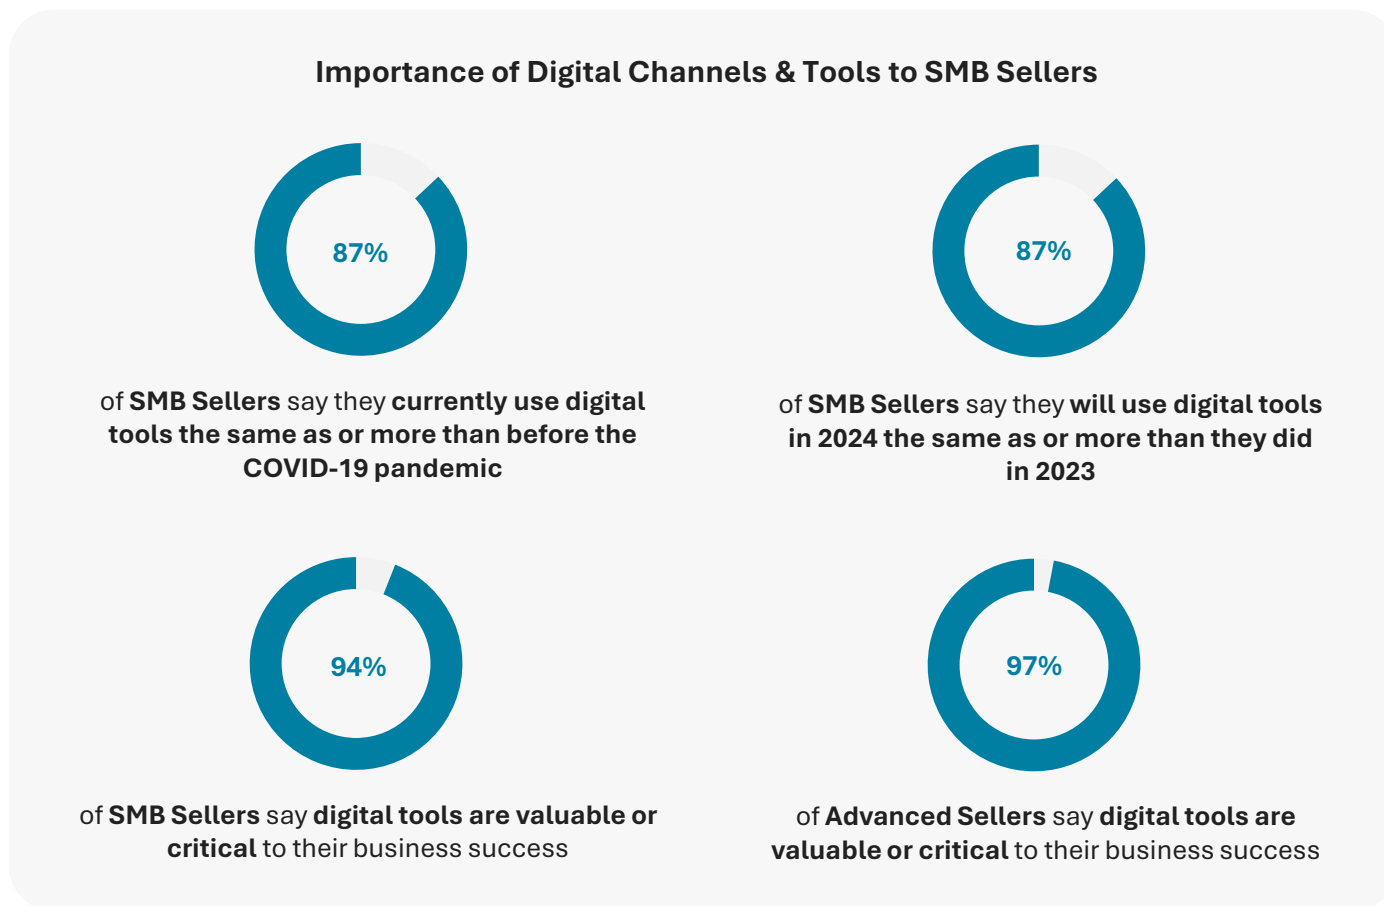 Importance of Digital Channels & Tools to SMB Sellers
87%
of SMB Sellers say they currently use digital
tools the same as or more than before the
COVID-19 pandemic
87%
of SMB Sellers say they will use digital tools
in 2024 the same as or more than they did
in 2023
94%
of SMB Sellers say digital tools are valuable or
critical to their business success
97%
of Advanced Sellers say digital tools are
valuable or critical to their business success